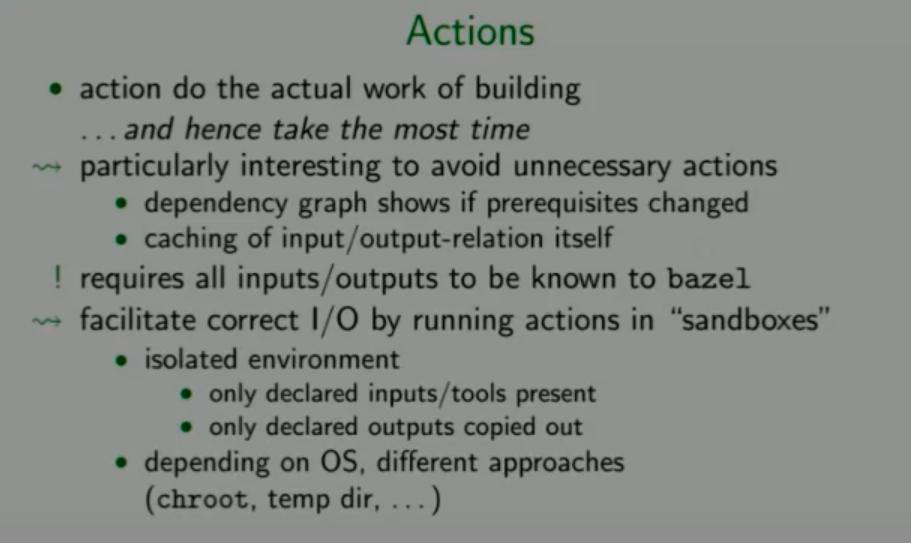 Actions
• action do the actual work of building
... and hence take the most time
⇝ particularly interesting to avoid unnecessary actions
• dependency graph shows if prerequisites changed
• caching of input/output-relation itself
! requires all inputs/outputs to be known to bazel
⇝ facilitate correct I/O by running actions in “sandboxes”
• isolated environment
• only declared inputs/tools present
• only declared outputs copied out
• depending on OS, different approaches
(chroot, temp dir, ...)